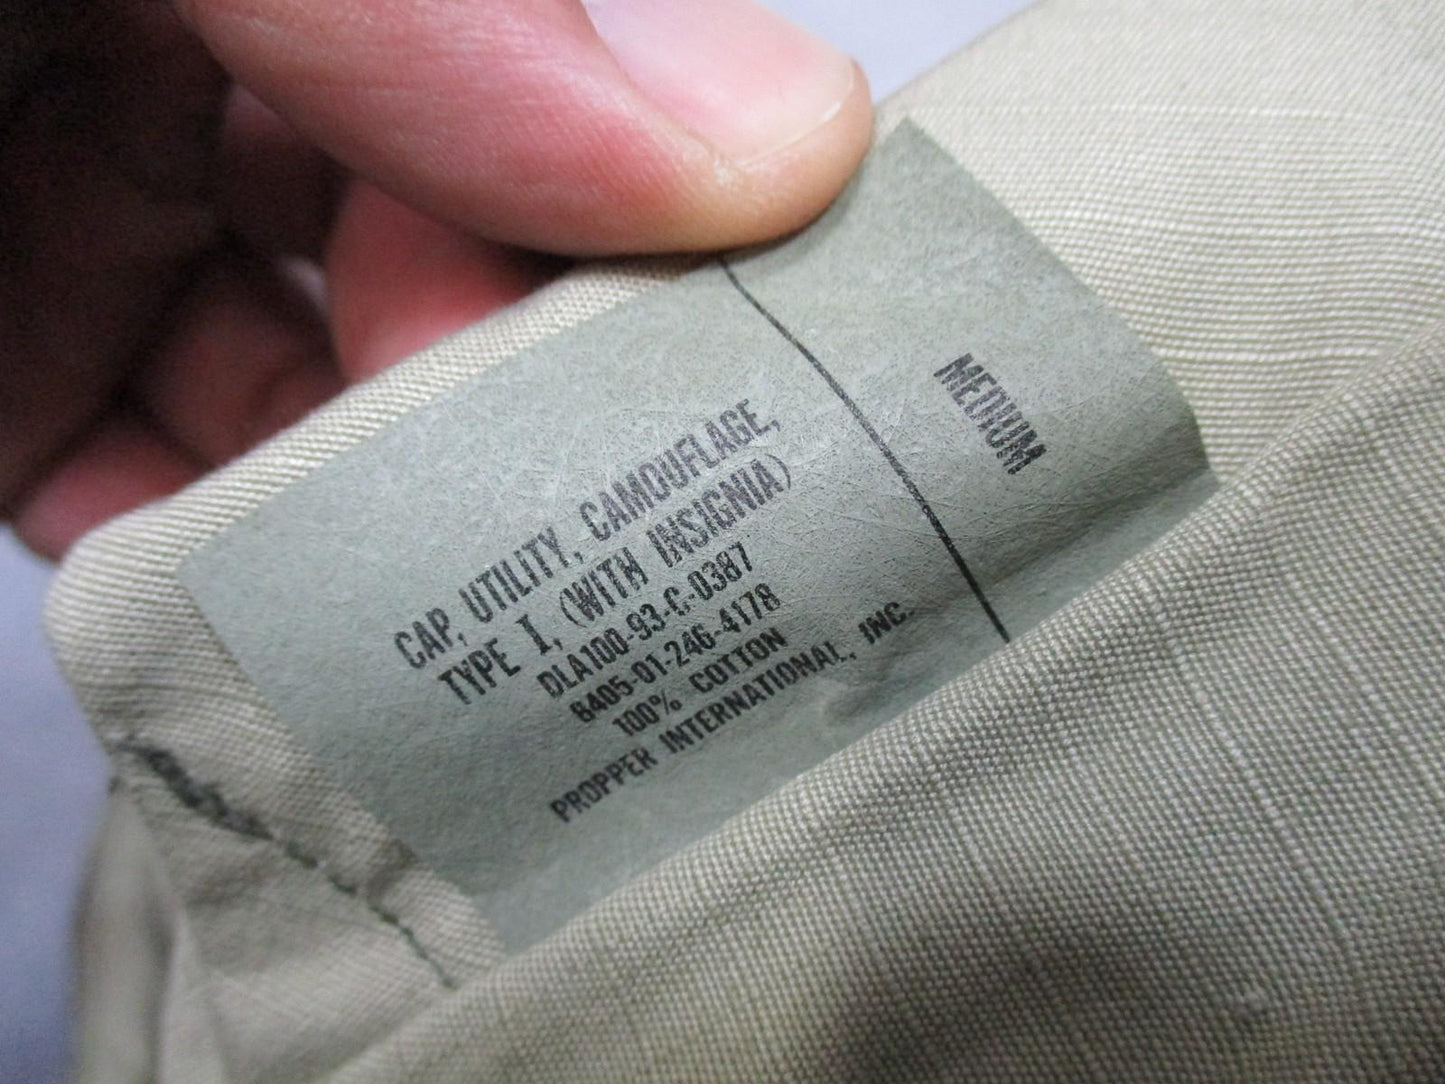 CAP, UTILITY, CAMOUFLAGE,
TYPE I, (WITH INSIGNIA)
DLA100-93-C-0387
8405-01-246-4178
100% COTTON
PROPPER INTERNATIONAL, INC.
MEDIUM